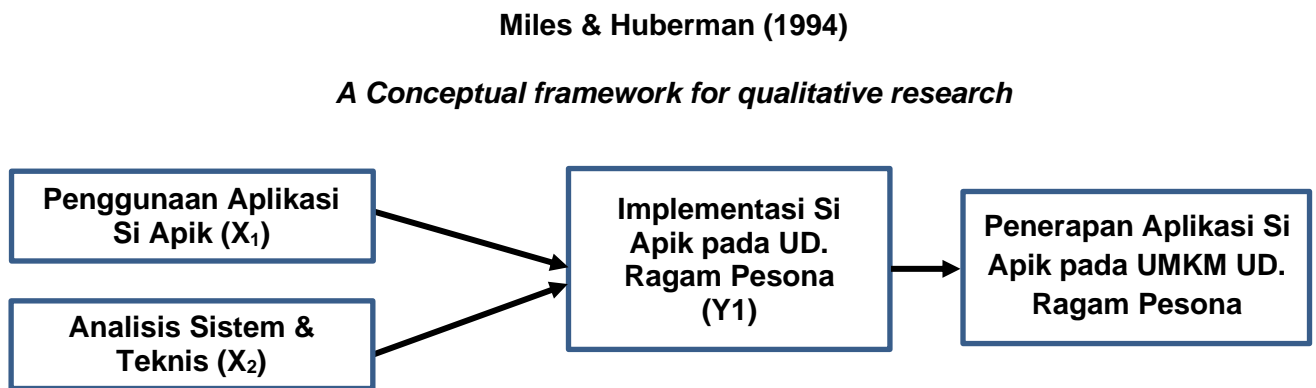 Miles & Huberman (1994)
A Conceptual framework for qualitative research
Penggunaan Aplikasi
Si Apik (X₁)
Analisis Sistem &
Teknis (X₂)
Implementasi Si
Apik pada UD.
Ragam Pesona
(Y1)
Penerapan Aplikasi Si
Apik pada UMKM UD.
Ragam Pesona